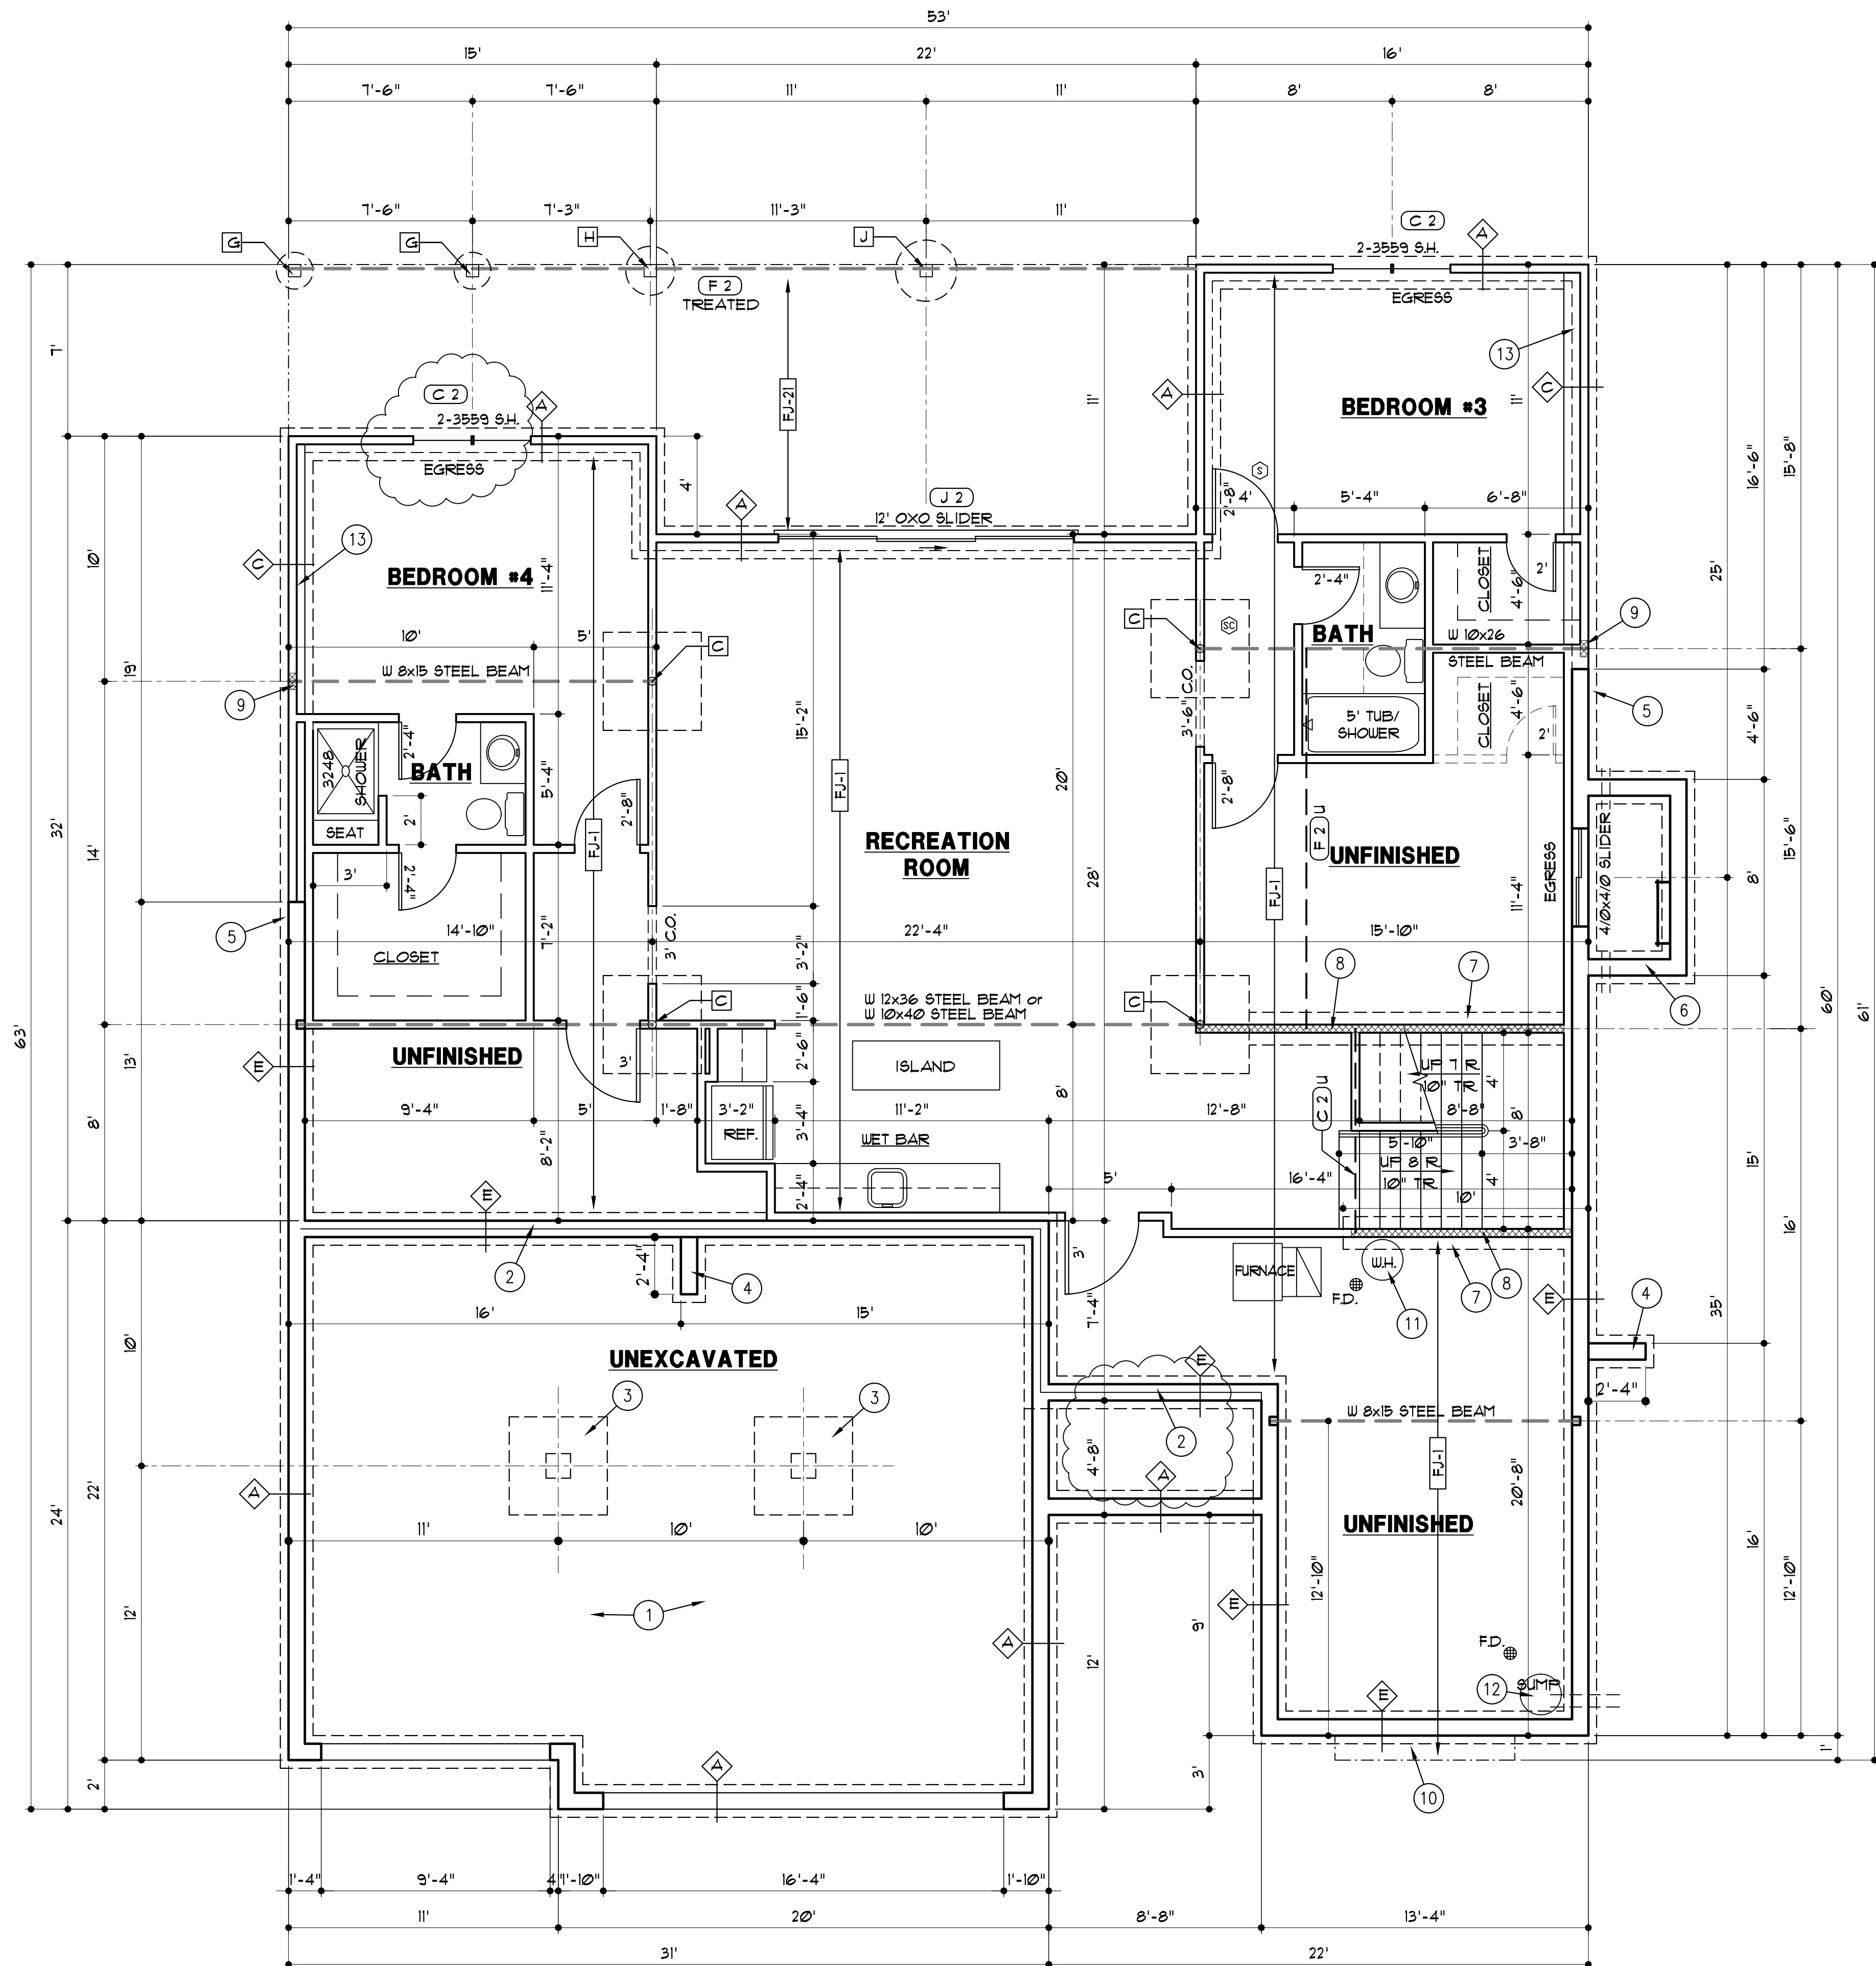 53'
15' 22' 16'
7'-6" 7'-6" 11' 11' 8' 8'
7'-6" 7'-3" 11'-3" 11'
C 2
G G H J A
2-3559 S.H.
F 2
TREATED
EGRESS
13
7'
C 2
A
2-3559 S.H.
EGRESS
FJ-21
11'
A
BEDROOM #3
11'
C
16'-6"
15'-8"
4'
A
J 2
12' OXO SLIDER
S
2'-8"
4' 5'-4" 6'-8"
13
C
10'
19'
BEDROOM #4
11'-4"
2'-4"
CLOSET
4'-6"
2'
25'
10' 5'
C
C
SC
BATH
W 10x26
STEEL BEAM
9
W 8x15 STEEL BEAM
9
3'-6" C.O.
CLOSET
4'-6"
2'
5
4'-6"
5' TUB/
SHOWER
15'-2"
3248
SHOWER
2'-4"
BATH
5'-4"
SEAT
2'
2'-8"
FJ-1
FJ-1
20'
2'-8"
32'
14'
3'
2'-4"
RECREATION
ROOM
28'
FJ-1
F 2 u
UNFINISHED
11'-4"
EGRESS
4/0x4/0 SLIDER
8'
15'-6"
5
14'-10"
7'-2"
3' C.O.
22'-4"
15'-10"
CLOSET
3'-2"
8
7
C
1'-6"
W 12x36 STEEL BEAM or
W 10x40 STEEL BEAM
C
6
60'
61'
63'
UNFINISHED
3'
2'-6"
ISLAND
E
13'
UP 7 R.
10" TR.
4'
8'
C 2 u
8'
9'-4" 5' 1'-8" 3'-2" 11'-2" 12'-8" 8'-8"
8'
8'-2"
REF.
3'-4"
WET BAR
5'-10" 3'-8"
UP 8 R.
10" TR.
4'
15'
E
2'-4"
5' 16'-4" 10'
16'
2
2'-4"
4
3'
FURNACE
W.H.
F.D.
11
7
8
E
4
16' 15'
7'-4"
35'
10'
UNEXCAVATED
E
3 3
2
W 8x15 STEEL BEAM
2'-4"
A
4'-8"
A
FJ-1
20'-8"
24'
22'
11' 10' 10'
UNFINISHED
12'-10"
16'
12'-10"
12'
1
E
9'
A
12'
F.D.
12
SUMP
E
A
2'
3'
10
1'
1'-4" 9'-4" 4" 1'-10" 16'-4" 1'-10"
11' 20' 8'-8" 13'-4"
31' 22'